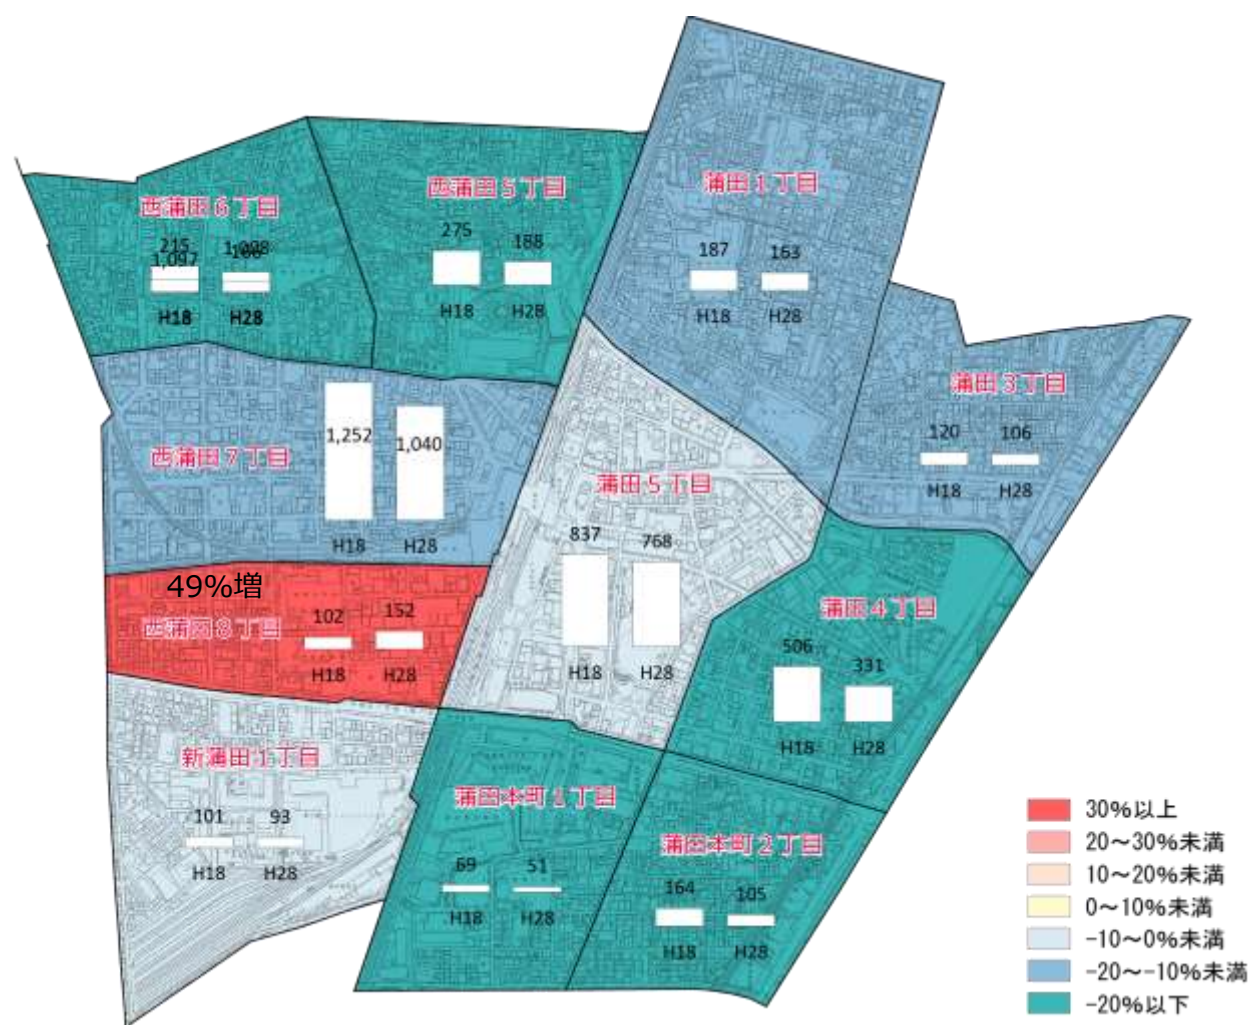 蒲田１丁目
187
163
H18
H28
西蒲田５丁目
275
188
H18
H28
西蒲田６丁目
215
1,097
H18
H28
蒲田３丁目
120
106
H18
H28
西蒲田７丁目
1,252
1,040
H18
H28
蒲田５丁目
837
768
H18
H28
49%増
西蒲田８丁目
102
152
H18
H28
蒲田４丁目
506
331
H18
H28
新蒲田１丁目
101
93
H18
H28
蒲田本町１丁目
69
51
H18
H28
蒲田本町２丁目
164
105
H18
H28
30%以上
20～30%未満
10～20%未満
0～10%未満
-10～0%未満
-20～-10%未満
-20%以下